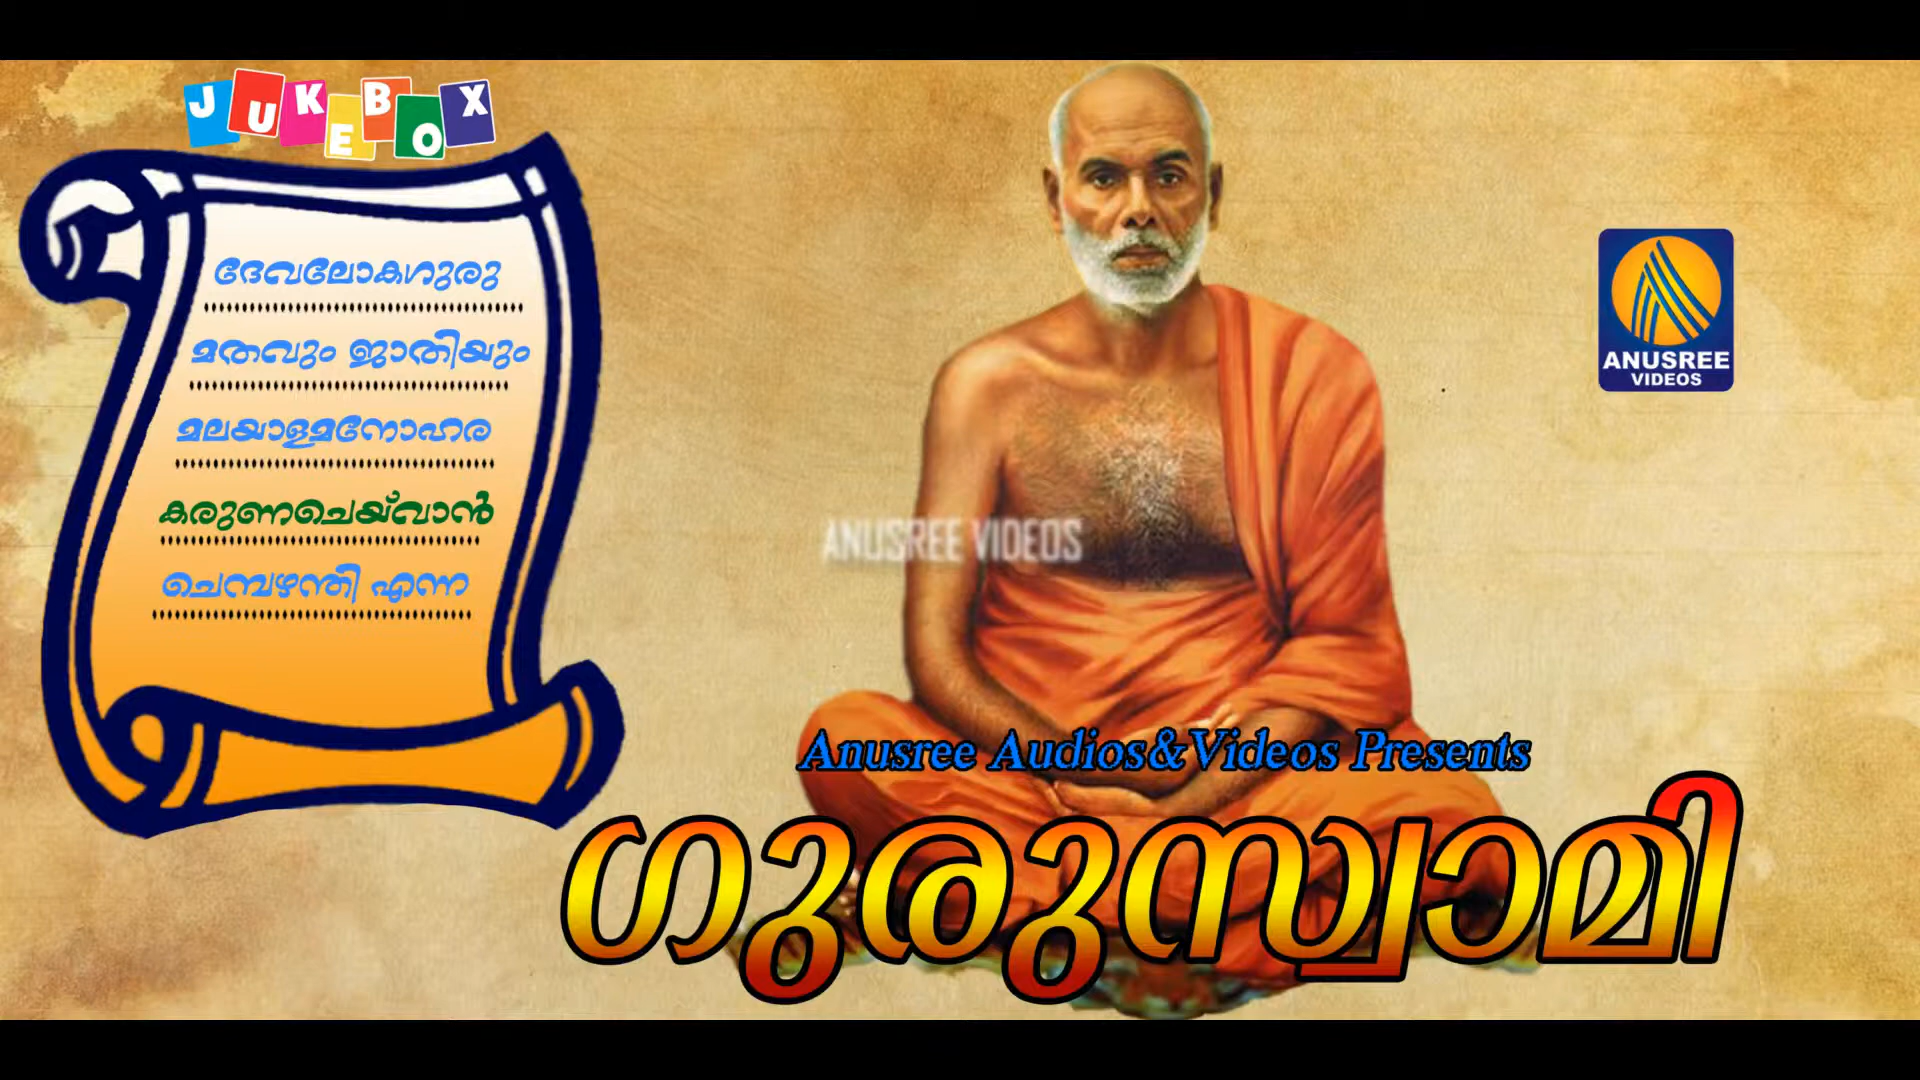 JUKEBOX
ദേവലോകഗുരു
മതവും ജാതിയും
മലയാളമനോഹര
കരുണചെയ്‌വാൻ
ചെമ്പഴന്തി എന്ന
ANUSREE
VIDEOS
ANUSREE VIDEOS
Anusree Audios&Videos Presents
ഗുരുസ്വാമി